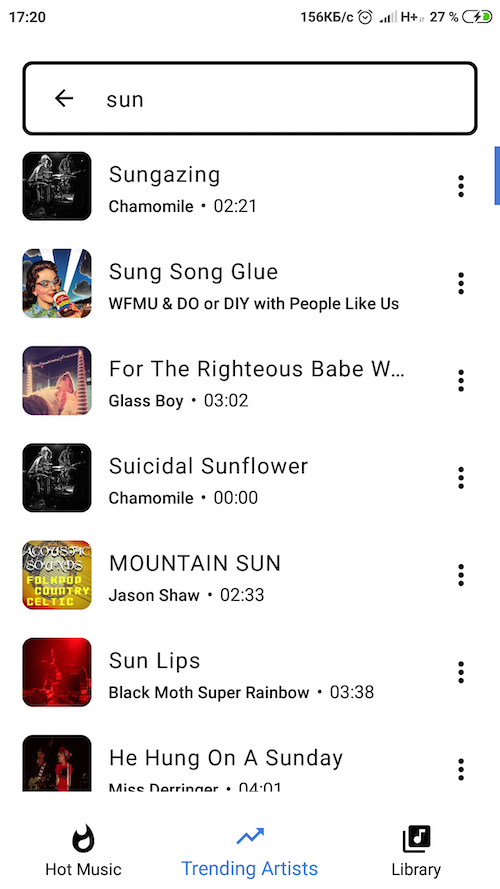 17:20 156КБ/с H+ 27 %
sun
Sungazing
Chamomile • 02:21
Sung Song Glue
WFMU & DO or DIY with People Like Us
For The Righteous Babe W...
Glass Boy • 03:02
Suicidal Sunflower
Chamomile • 00:00
ACOUSTIC
SOUNDS
FOLKPOP
COUNTRY
CELTIC
MOUNTAIN SUN
Jason Shaw • 02:33
Sun Lips
Black Moth Super Rainbow • 03:38
He Hung On A Sunday
Miss Derringer • 04:01
Hot Music
Trending Artists
Library